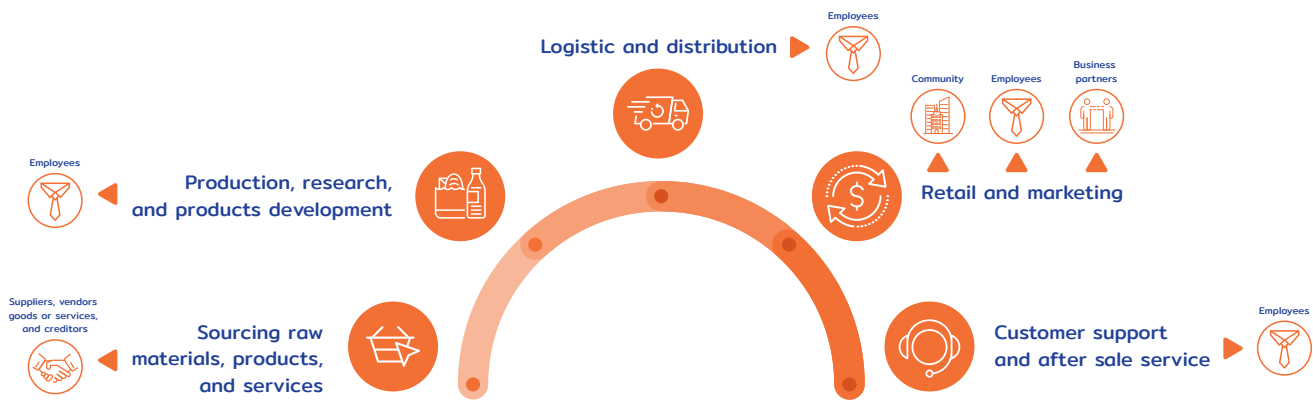 Employees
Logistic and distribution
Community
Employees
Business
partners
Retail and marketing
Employees
Production, research,
and products development
Suppliers, vendors
goods or services,
and creditors
Sourcing raw
materials, products,
and services
Customer support
and after sale service
Employees
$